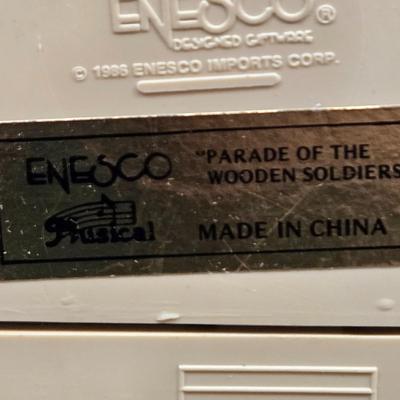 ENESCO®
DESIGNED GIFTWARE
© 1986 ENESCO IMPORTS CORP.
ENESCO "PARADE OF THE
WOODEN SOLDIERS
Musical MADE IN CHINA